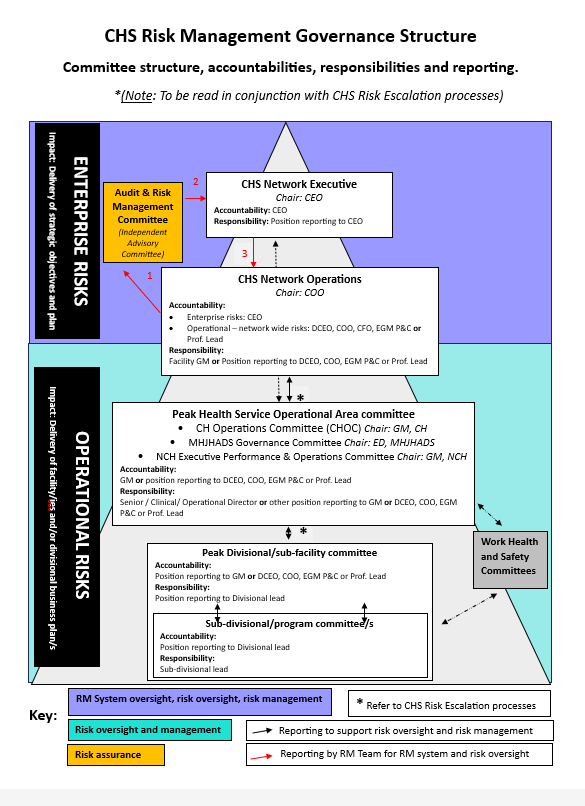 CHS Risk Management Governance Structure
Committee structure, accountabilities, responsibilities and reporting.
*(Note: To be read in conjunction with CHS Risk Escalation processes)
ENTERPRISE RISKS
Impact: Delivery of strategic objectives and plan
Audit & Risk
Management
Committee
(Independent
Advisory
Committee)
2
CHS Network Executive
Chair: CEO
Accountability: CEO
Responsibility: Position reporting to CEO
3
1
CHS Network Operations
Chair: COO
Accountability:
• Enterprise risks: CEO
• Operational – network wide risks: DCEO, COO, CFO, EGM P&C or
Prof. Lead
Responsibility:
Facility GM or Position reporting to DCEO, COO, EGM P&C or Prof. Lead
*
OPERATIONAL RISKS
Impact: Delivery of facility/ies and/or divisional business plan/s
Peak Health Service Operational Area committee
• CH Operations Committee (CHOC) Chair: GM, CH
• MHJHADS Governance Committee Chair: ED, MHJHADS
• NCH Executive Performance & Operations Committee Chair: GM, NCH
Accountability:
GM or position reporting to DCEO, COO, EGM P&C or Prof. Lead
Responsibility:
Senior / Clinical/ Operational Director or other position reporting to GM or DCEO, COO, EGM
P&C or Prof. Lead
*
Work Health
and Safety
Committees
Peak Divisional/sub-facility committee
Accountability:
Position reporting to GM or DCEO, COO, EGM P&C or Prof. Lead
Responsibility:
Position reporting to Divisional lead
Sub-divisional/program committee/s
Accountability:
Position reporting to Divisional lead
Responsibility:
Sub-divisional lead
Key:
RM System oversight, risk oversight, risk management
* Refer to CHS Risk Escalation processes
Risk oversight and management
Reporting to support risk oversight and risk management
Risk assurance
Reporting by RM Team for RM system and risk oversight